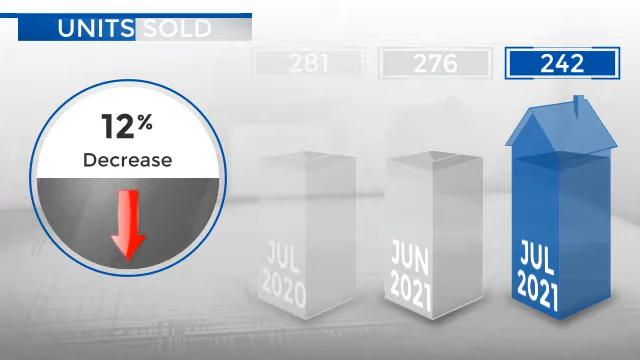 UNITS SOLD
281
276
242
12%
Decrease
JUL
2020
JUN
2021
JUL
2021